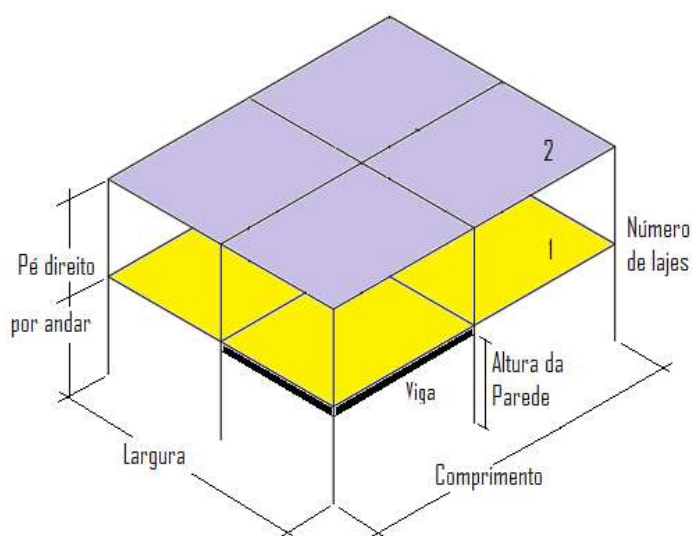 2
1
Número
de lajes
Pé direito
por andar
Altura da
Parede
Viga
Largura
Comprimento